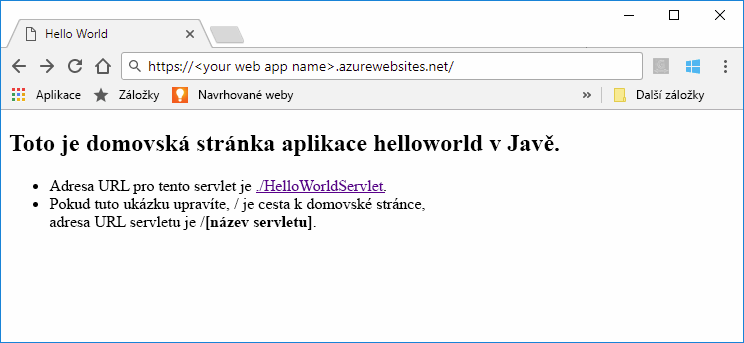 Hello World
https://<your web app name>.azurewebsites.net/
Aplikace Záložky Navrhované weby » Další záložky
Toto je domovská stránka aplikace helloworld v Javě.
Adresa URL pro tento servlet je ./HelloWorldServlet.
Pokud tuto ukázku upravíte, / je cesta k domovské stránce,
adresa URL servletu je /[název servletu].